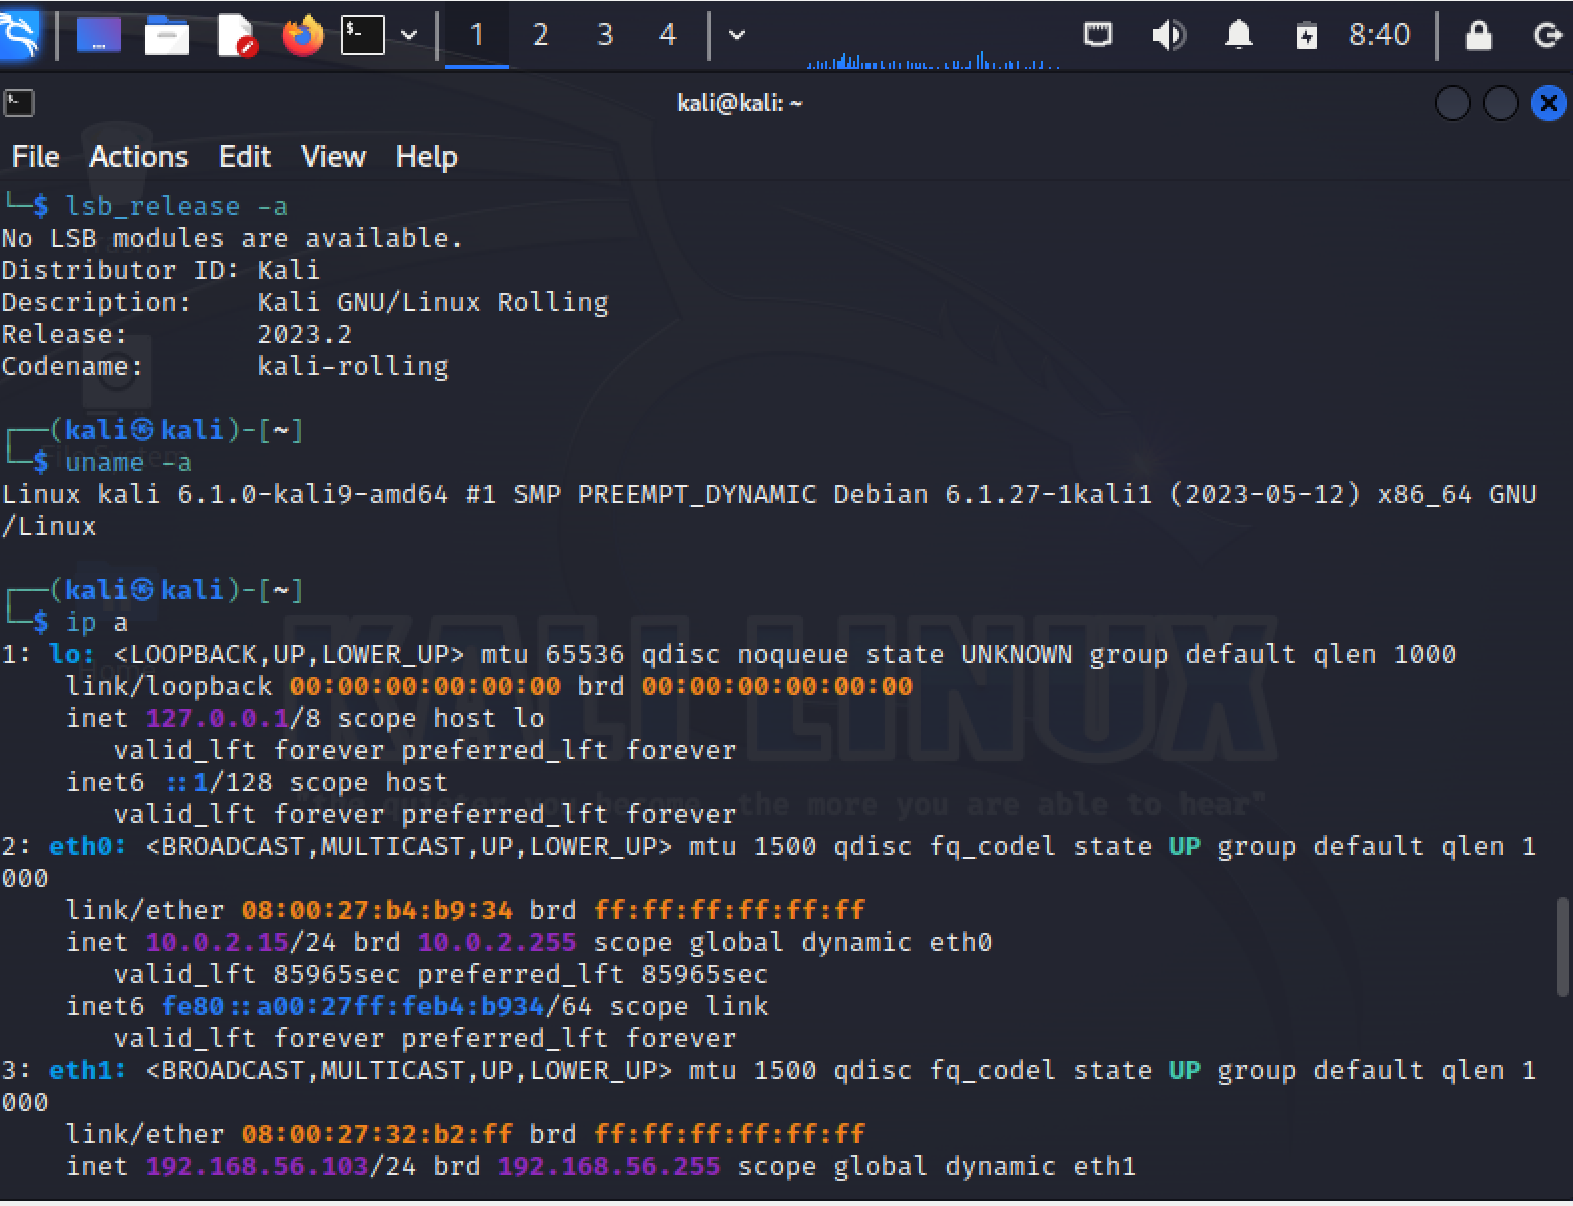 1 2 3 4 8:40
kali@kali: ~
File Actions Edit View Help
└─$ lsb_release -a
No LSB modules are available.
Distributor ID: Kali
Description:    Kali GNU/Linux Rolling
Release:        2023.2
Codename:       kali-rolling
┌──(kali㉿kali)-[~]
└─$ uname -a
Linux kali 6.1.0-kali9-amd64 #1 SMP PREEMPT_DYNAMIC Debian 6.1.27-1kali1 (2023-05-12) x86_64 GNU
/Linux
┌──(kali㉿kali)-[~]
└─$ ip a
1: lo: <LOOPBACK,UP,LOWER_UP> mtu 65536 qdisc noqueue state UNKNOWN group default qlen 1000
    link/loopback 00:00:00:00:00:00 brd 00:00:00:00:00:00
    inet 127.0.0.1/8 scope host lo
       valid_lft forever preferred_lft forever
    inet6 ::1/128 scope host
       valid_lft forever preferred_lft forever
2: eth0: <BROADCAST,MULTICAST,UP,LOWER_UP> mtu 1500 qdisc fq_codel state UP group default qlen 1
000
    link/ether 08:00:27:b4:b9:34 brd ff:ff:ff:ff:ff:ff
    inet 10.0.2.15/24 brd 10.0.2.255 scope global dynamic eth0
       valid_lft 85965sec preferred_lft 85965sec
    inet6 fe80::a00:27ff:feb4:b934/64 scope link
       valid_lft forever preferred_lft forever
3: eth1: <BROADCAST,MULTICAST,UP,LOWER_UP> mtu 1500 qdisc fq_codel state UP group default qlen 1
000
    link/ether 08:00:27:32:b2:ff brd ff:ff:ff:ff:ff:ff
    inet 192.168.56.103/24 brd 192.168.56.255 scope global dynamic eth1
File System
KALI LINUX
the more you are able to hear"